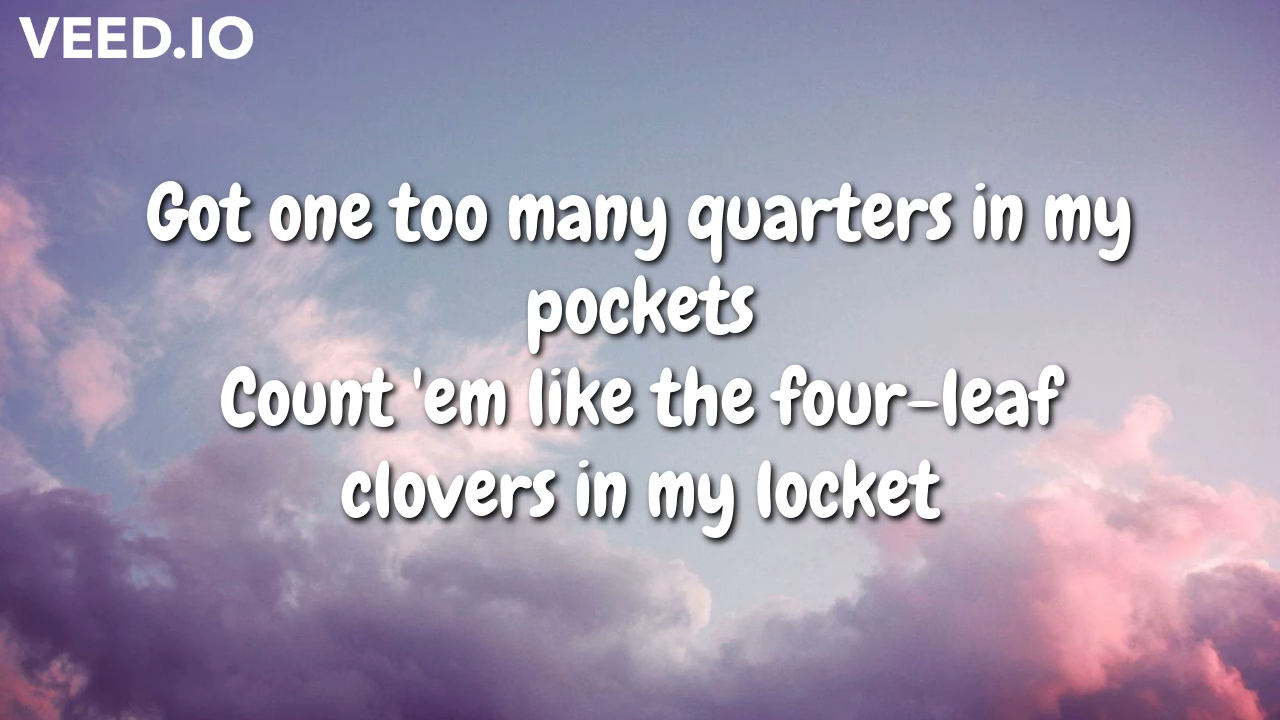 VEED.IO
Got one too many quarters in my
pockets
Count 'em like the four-leaf
clovers in my locket